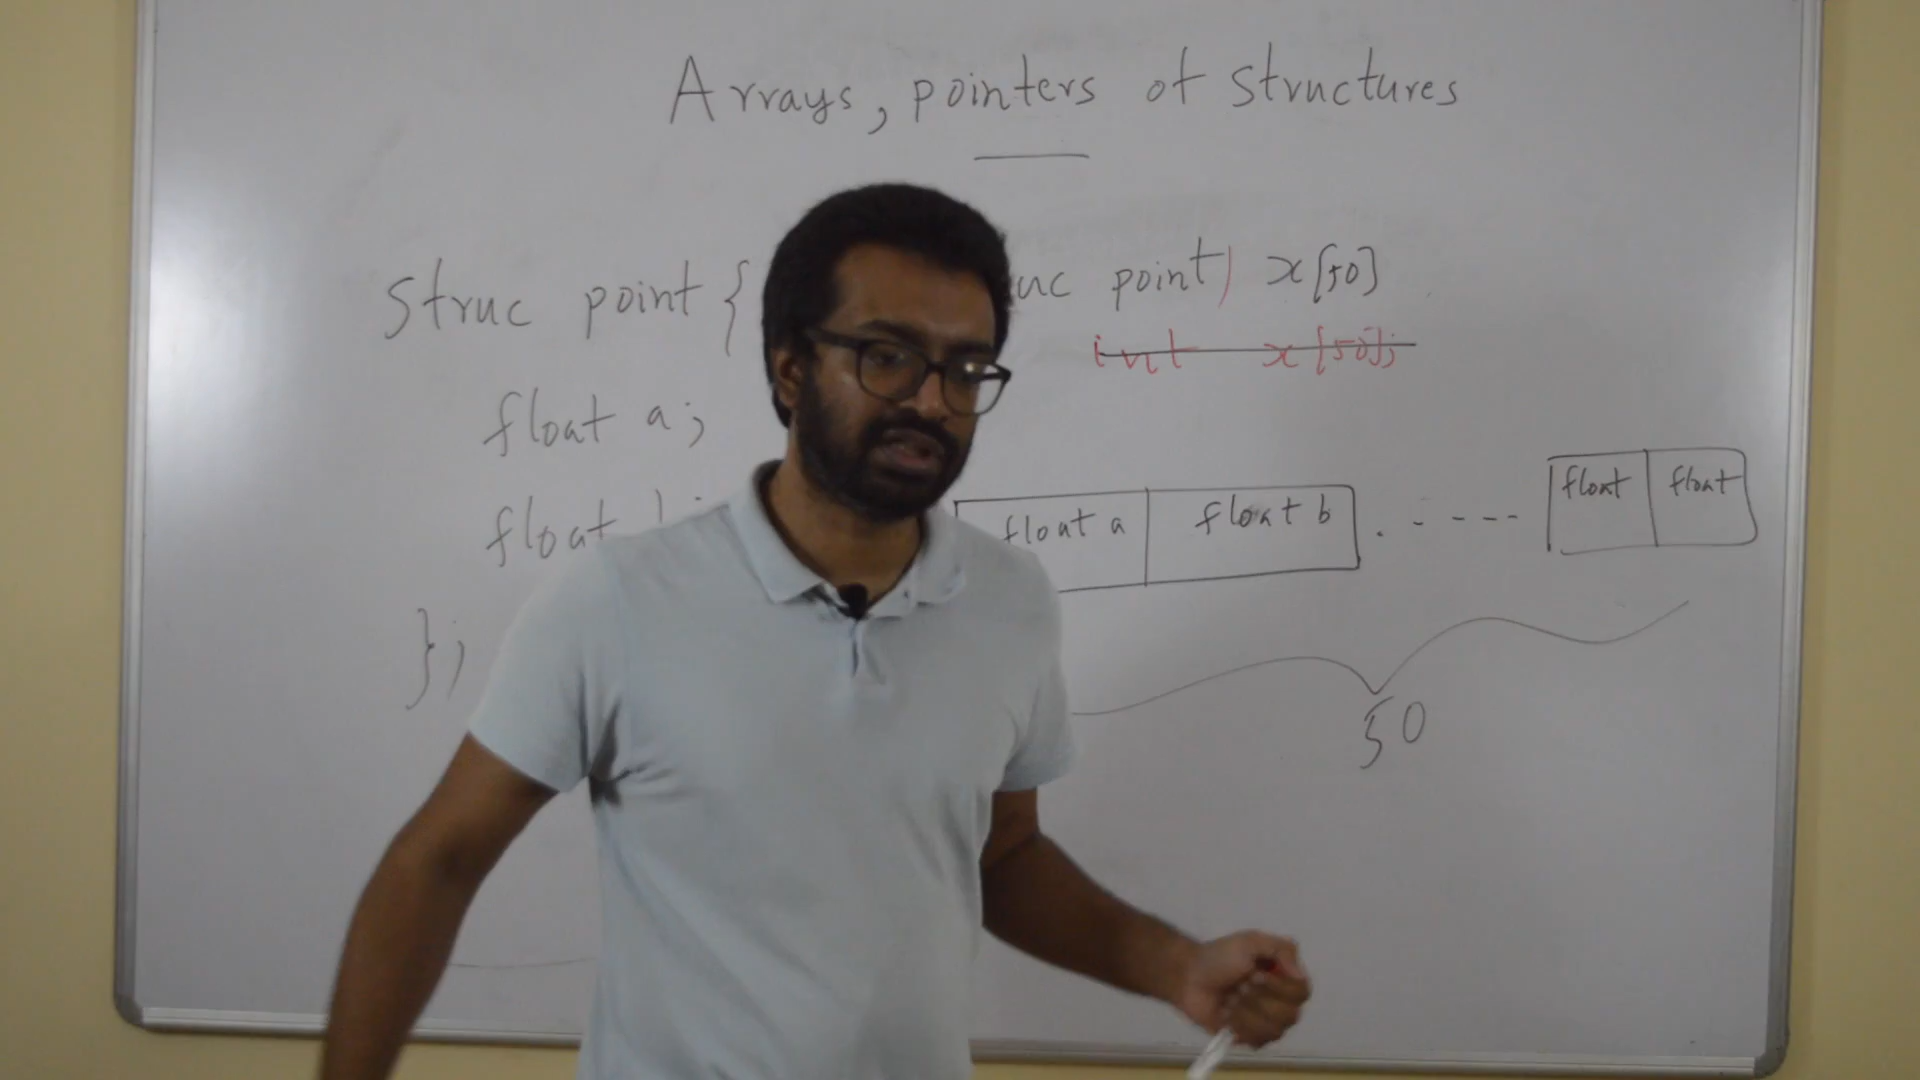 Arrays, pointers of structures
Struc point {
point) x[50]
int x[50];
float a;
float
};
float a float b . - - - - float float
50